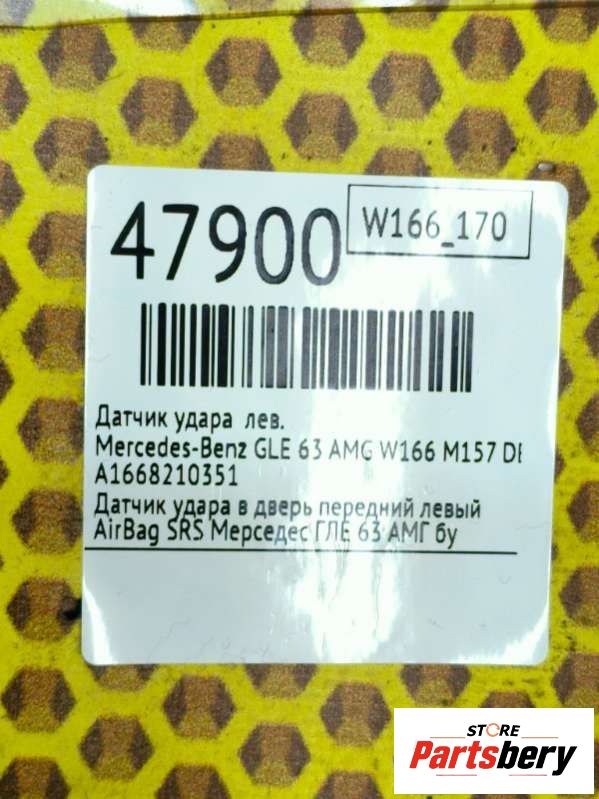 47900
W166_170
Датчик удара лев.
Mercedes-Benz GLE 63 AMG W166 M157 DE
A1668210351
Датчик удара в дверь передний левый
AirBag SRS Мерседес ГЛЕ 63 АМГ бу
STORE
Partsbery